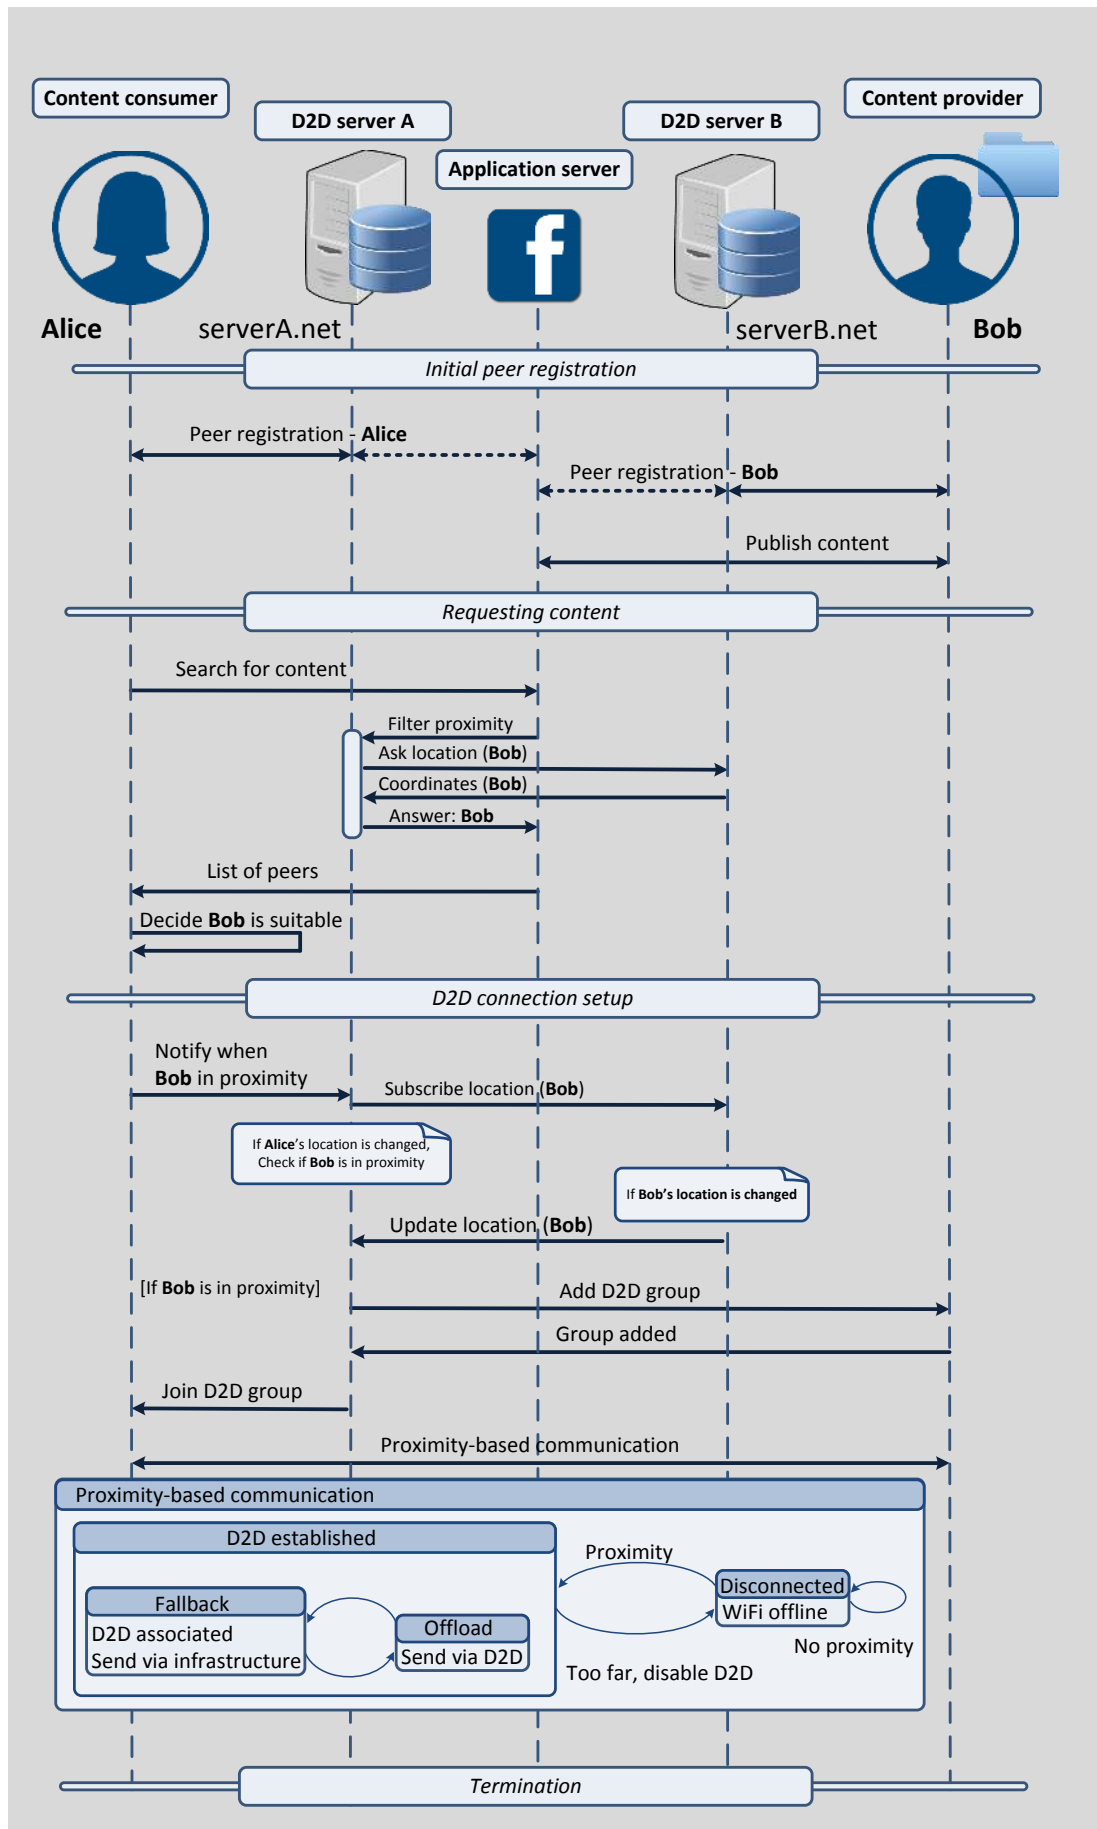 Content consumer
Content provider
D2D server A
D2D server B
Application server
f
Alice
serverA.net
serverB.net
Bob
Initial peer registration
Peer registration - Alice
Peer registration - Bob
Publish content
Requesting content
Search for content
Filter proximity
Ask location (Bob)
Coordinates (Bob)
Answer: Bob
List of peers
Decide Bob is suitable
D2D connection setup
Notify when
Bob in proximity
Subscribe location (Bob)
If Alice's location is changed,
Check if Bob is in proximity
If Bob's location is changed
Update location (Bob)
[If Bob is in proximity]
Add D2D group
Group added
Join D2D group
Proximity-based communication
Proximity-based communication
D2D established
Proximity
Disconnected
WiFi offline
Fallback
D2D associated
Send via infrastructure
Offload
Send via D2D
No proximity
Too far, disable D2D
Termination